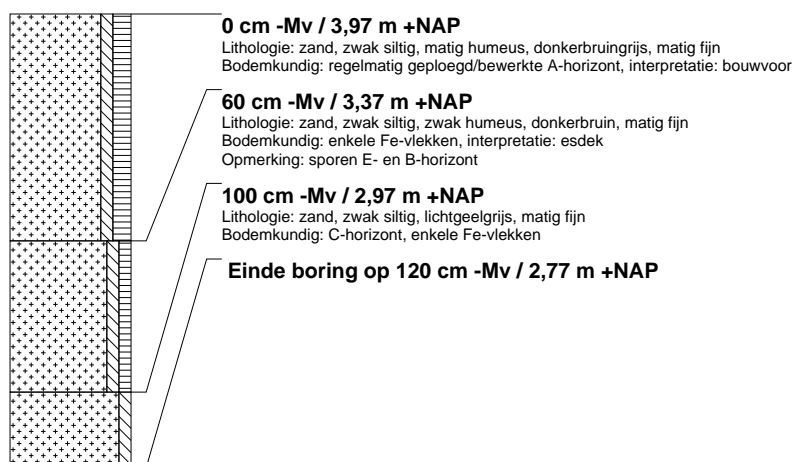 0 cm -Mv / 3,97 m +NAP
Lithologie: zand, zwak siltig, matig humeus, donkerbruingrijs, matig fijn
Bodemkundig: regelmatig geploegd/bewerkte A-horizont, interpretatie: bouwvoor
60 cm -Mv / 3,37 m +NAP
Lithologie: zand, zwak siltig, zwak humeus, donkerbruin, matig fijn
Bodemkundig: enkele Fe-vlekken, interpretatie: esdek
Opmerking: sporen E- en B-horizont
100 cm -Mv / 2,97 m +NAP
Lithologie: zand, zwak siltig, lichtgeelgrijs, matig fijn
Bodemkundig: C-horizont, enkele Fe-vlekken
Einde boring op 120 cm -Mv / 2,77 m +NAP